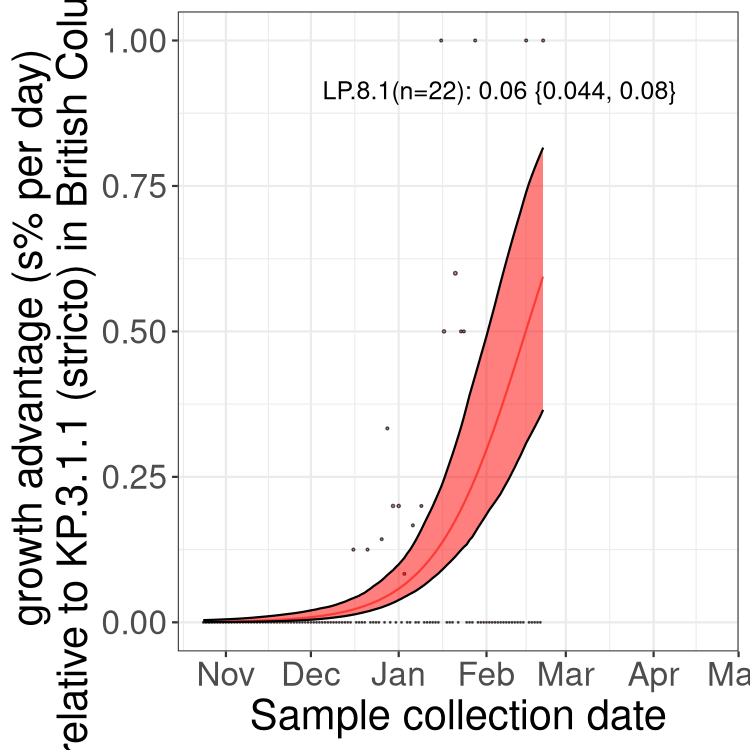 growth advantage (s% per day)
relative to KP.3.1.1 (stricto) in British Colu
1.00
0.75
0.50
0.25
0.00
LP.8.1(n=22): 0.06 {0.044, 0.08}
Nov Dec Jan Feb Mar Apr Ma
Sample collection date